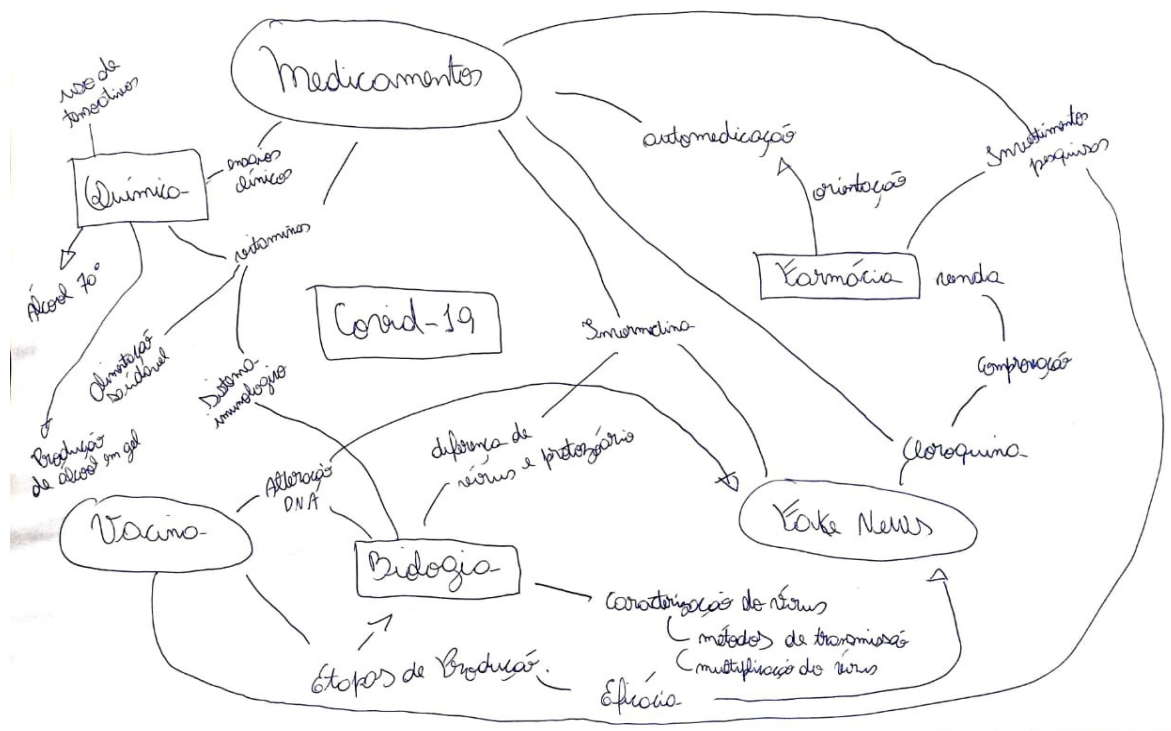 Medicamentos
uso de
tensoativos
Química
ensaios
clínicos
automedicação
Investimentos
pesquisas
orientação
vitaminas
Álcool 70°
Farmácia
venda
Covid-19
Ivermectina
Alimentação
saudável
Sistema
imunológico
Comprovação
Produção
de álcool em gel
diferença de
vírus e protozoário
Cloroquina
Alteração
DNA
Vacina
Fake News
Biologia
Caracterização do vírus
métodos de transmissão
multiplicação do vírus
Etapas de Produção.
Eficácia